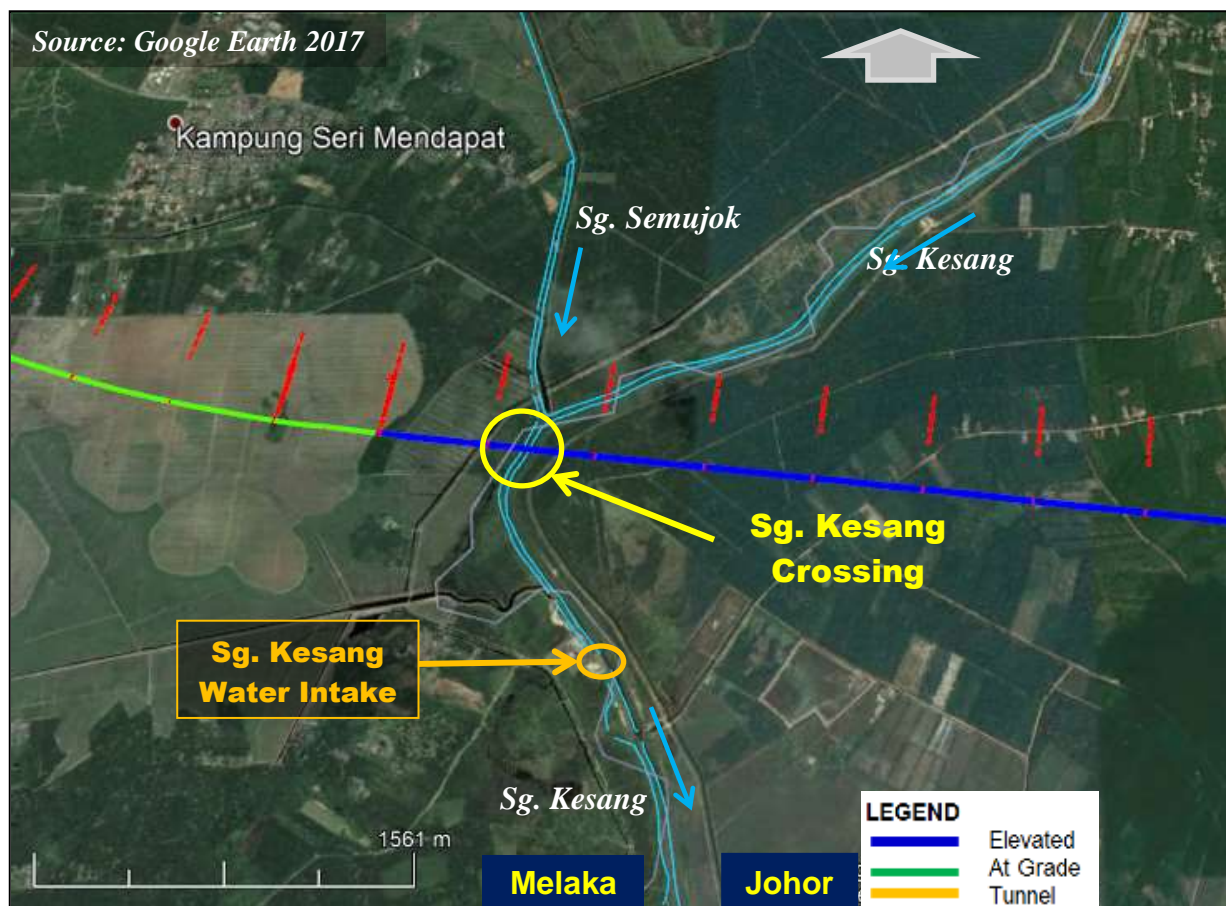 Source: Google Earth 2017
Kampung Seri Mendapat
Sg. Semujok
Sg. Kesang
Sg. Kesang
Crossing
Sg. Kesang
Water Intake
Sg. Kesang
1561 m
Melaka
Johor
LEGEND
Elevated
At Grade
Tunnel